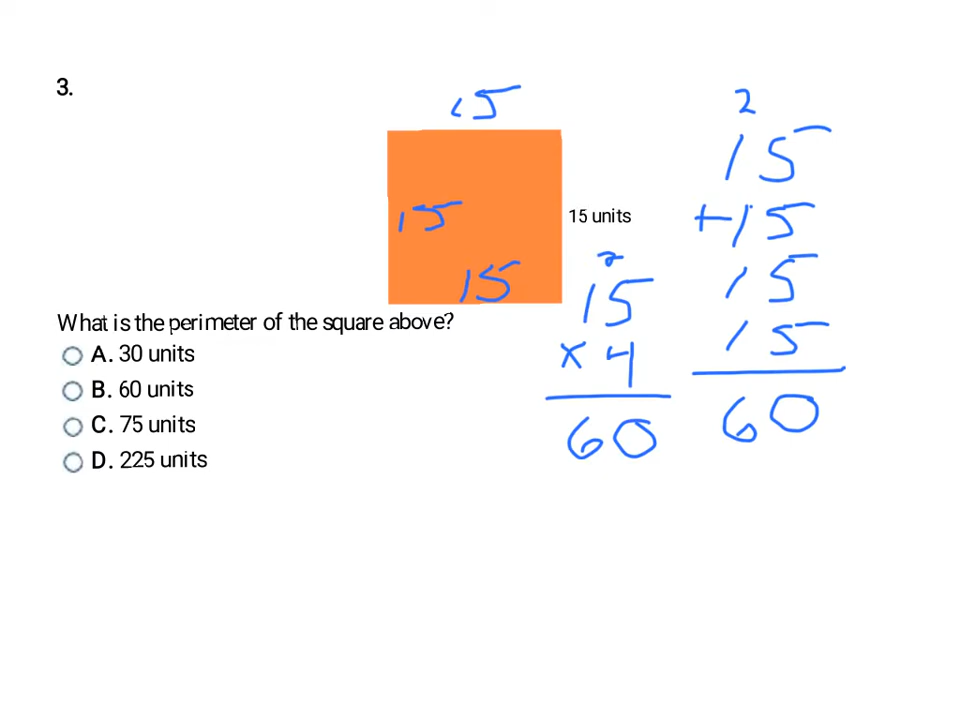 3.
15
15
15 units
15
What is the perimeter of the square above?
A. 30 units
B. 60 units
C. 75 units
D. 225 units
2
15
x 4
60
2
15
+15
15
15
60